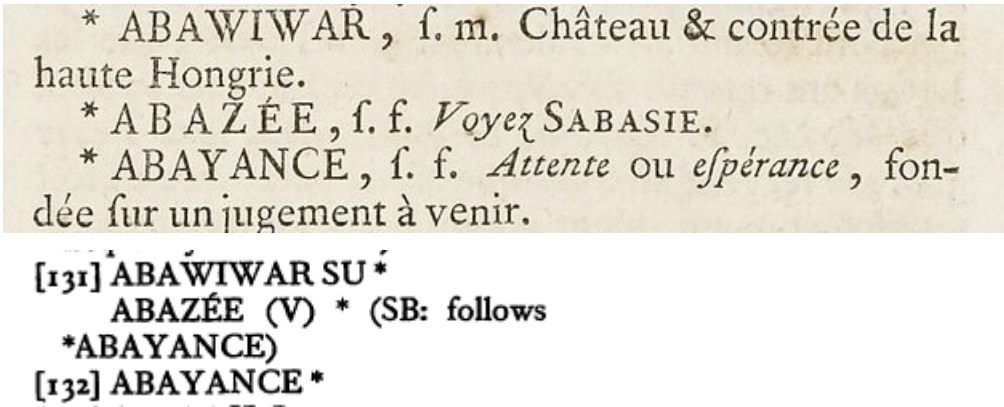 * ABAWIWAR, ſ. m. Château & contrée de la
haute Hongrie.
* ABAZÉE, ſ. f. Voyez SABASIE.
* ABAYANCE, ſ. f. Attente ou eſpérance, fon-
dée ſur un jugement à venir.
[131] ABAWIWAR SU *
ABAZÉE (V) * (SB: follows
*ABAYANCE)
[132] ABAYANCE *